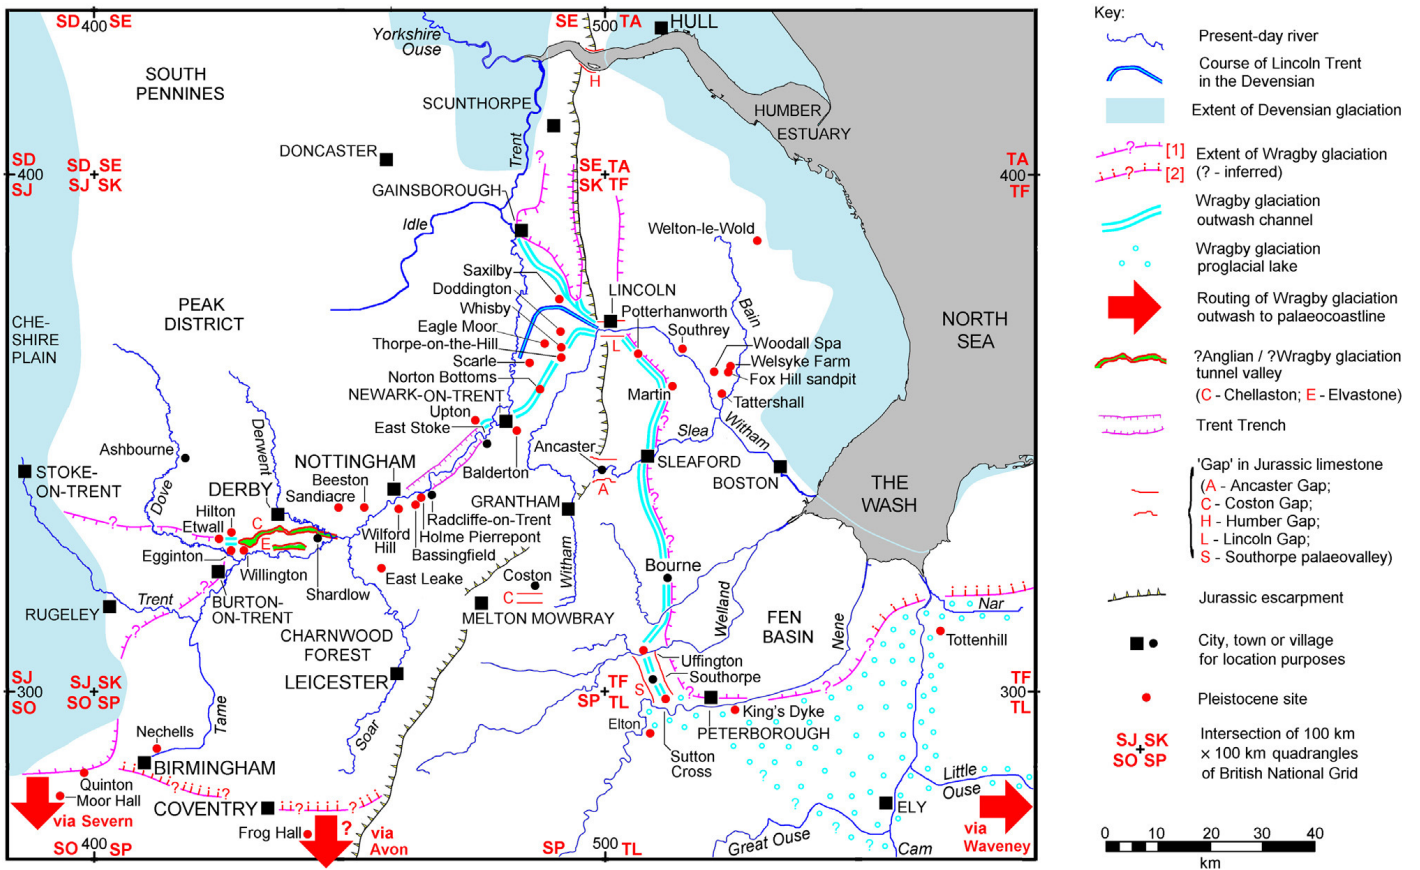 SD 400 SE
SE 500 TA
HULL
Yorkshire
Ouse
SOUTH
PENNINES
SCUNTHORPE
H
HUMBER
ESTUARY
DONCASTER
Trent
SD
400
SJ
SD SE
SJ SK
SE TA
SK TF
TA
400
TF
GAINSBOROUGH
Idle
Welton-le-Wold
Saxilby
Doddington
Whisby
Eagle Moor
Thorpe-on-the-Hill
Scarle
Norton Bottoms
NEWARK-ON-TRENT
Upton
East Stoke
LINCOLN
Potterhanworth
Southrey
Bain
Woodall Spa
Welsyke Farm
Fox Hill sandpit
Tattershall
L
Martin
PEAK
DISTRICT
CHE-
SHIRE
PLAIN
NORTH
SEA
Slea
Witham
Ancaster
A
SLEAFORD
BOSTON
THE
WASH
Balderton
GRANTHAM
Ashbourne
Derwent
Dove
STOKE-
ON-TRENT
NOTTINGHAM
Beeston
Sandiacre
DERBY
Hilton
Etwall
C
E
Egginton
Willington
Shardlow
Wilford
Hill
Radcliffe-on-Trent
Holme Pierrepont
Bassingfield
East Leake
Coston
C
Witham
Bourne
?
?
?
?
?
BURTON-
ON-TRENT
Trent
RUGELEY
MELTON MOWBRAY
CHARNWOOD
FOREST
LEICESTER
Welland
FEN
BASIN
Nene
Nar
Tottenhill
?
?
?
?
Uffington
Southorpe
S
SJ
300
SO
SJ SK
SO SP
TF
SP TL
TF
300
TL
Tame
Soar
Elton
King's Dyke
PETERBOROUGH
Sutton
Cross
Nechells
BIRMINGHAM
Quinton
Moor Hall
via Severn
COVENTRY
Frog Hall
?
?
?
?
via
Avon
?
?
Little
Ouse
ELY
Great Ouse
Cam
via
Waveney
SO 400 SP
SP 500 TL
Key:
Present-day river
Course of Lincoln Trent
in the Devensian
Extent of Devensian glaciation
? [1]
? [2]
Extent of Wragby glaciation
(? - inferred)
Wragby glaciation
outwash channel
Wragby glaciation
proglacial lake
Routing of Wragby glaciation
outwash to palaeocoastline
?Anglian / ?Wragby glaciation
tunnel valley
(C - Chellaston; E - Elvastone)
Trent Trench
'Gap' in Jurassic limestone
(A - Ancaster Gap;
C - Coston Gap;
H - Humber Gap;
L - Lincoln Gap;
S - Southorpe palaeovalley)
Jurassic escarpment
City, town or village
for location purposes
Pleistocene site
SJ SK
SO SP
Intersection of 100 km
× 100 km quadrangles
of British National Grid
0 10 20 30 40
km